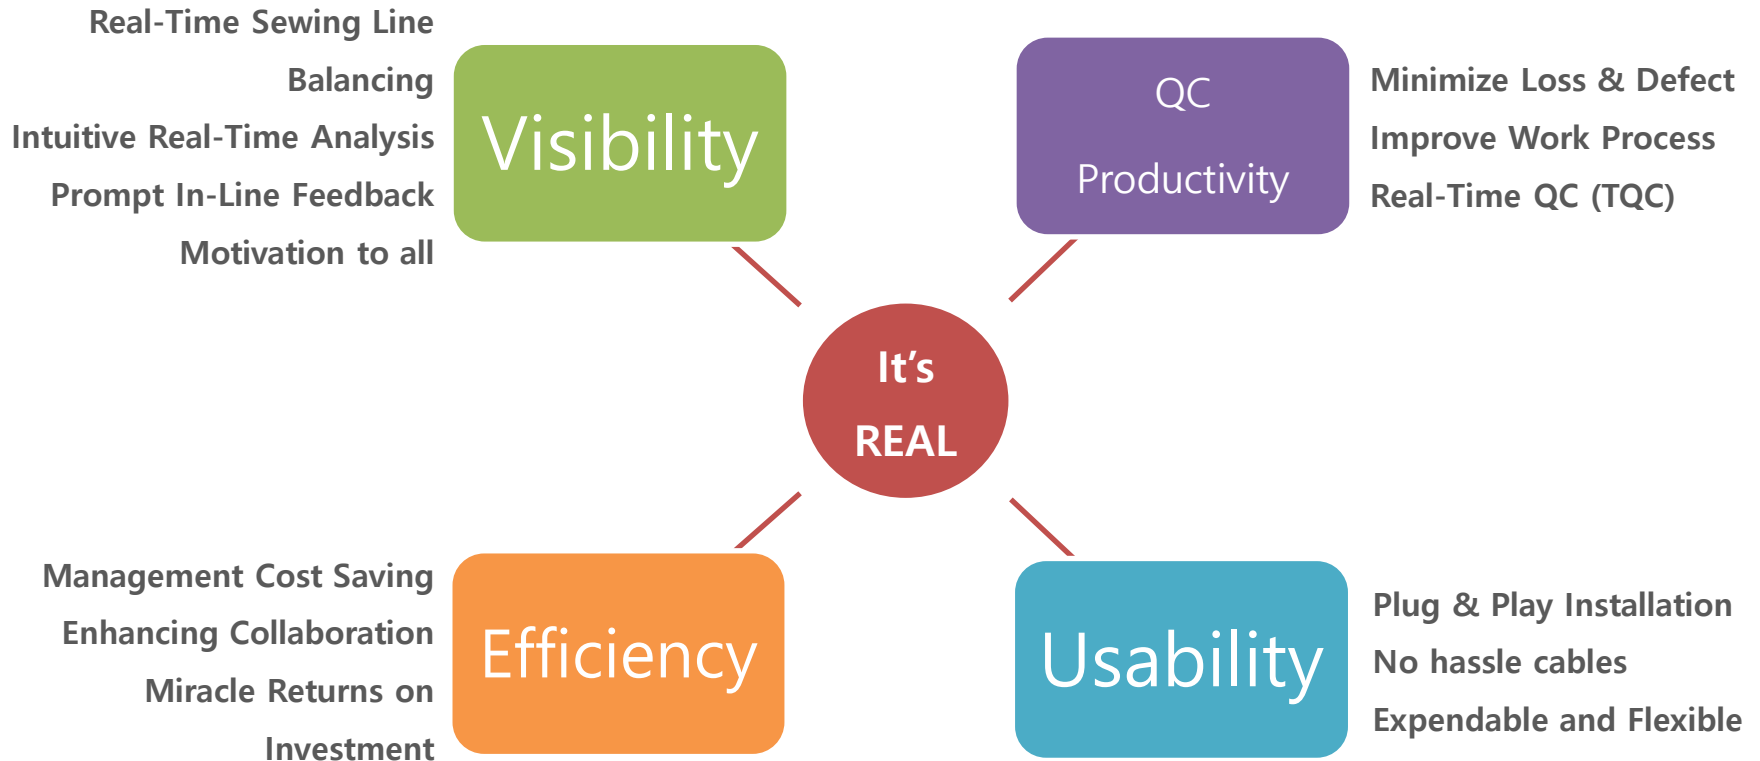 Real-Time Sewing Line
Balancing
Intuitive Real-Time Analysis
Prompt In-Line Feedback
Motivation to all
Visibility
QC
Productivity
Minimize Loss & Defect
Improve Work Process
Real-Time QC (TQC)
It’s
REAL
Management Cost Saving
Enhancing Collaboration
Miracle Returns on
Investment
Efficiency
Usability
Plug & Play Installation
No hassle cables
Expendable and Flexible